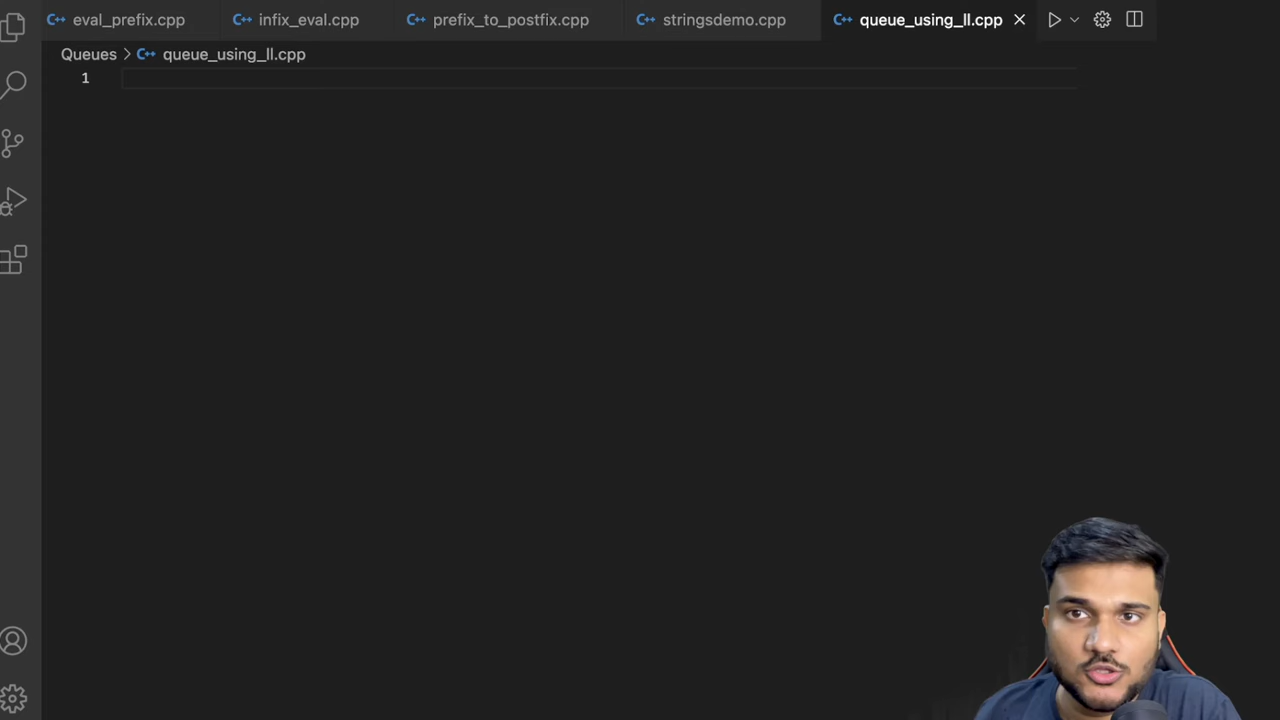 eval_prefix.cpp infix_eval.cpp prefix_to_postfix.cpp stringsdemo.cpp queue_using_ll.cpp
Queues > queue_using_ll.cpp
1